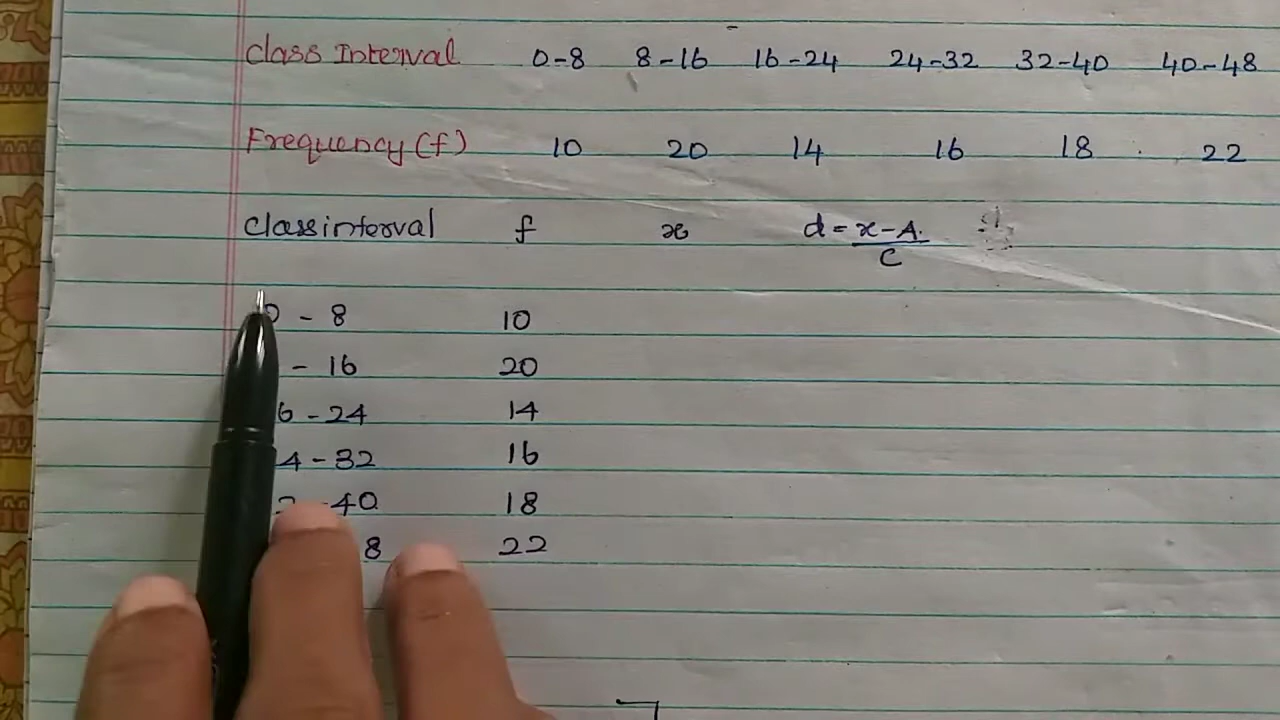 Class Interval 0-8 8-16 16-24 24-32 32-40 40-48
Frequency(f) 10 20 14 16 18 22
Class interval f x d = x-A
C
0 - 8 10
- 16 20
6 - 24 14
4 - 32 16
- 40 18
8 22